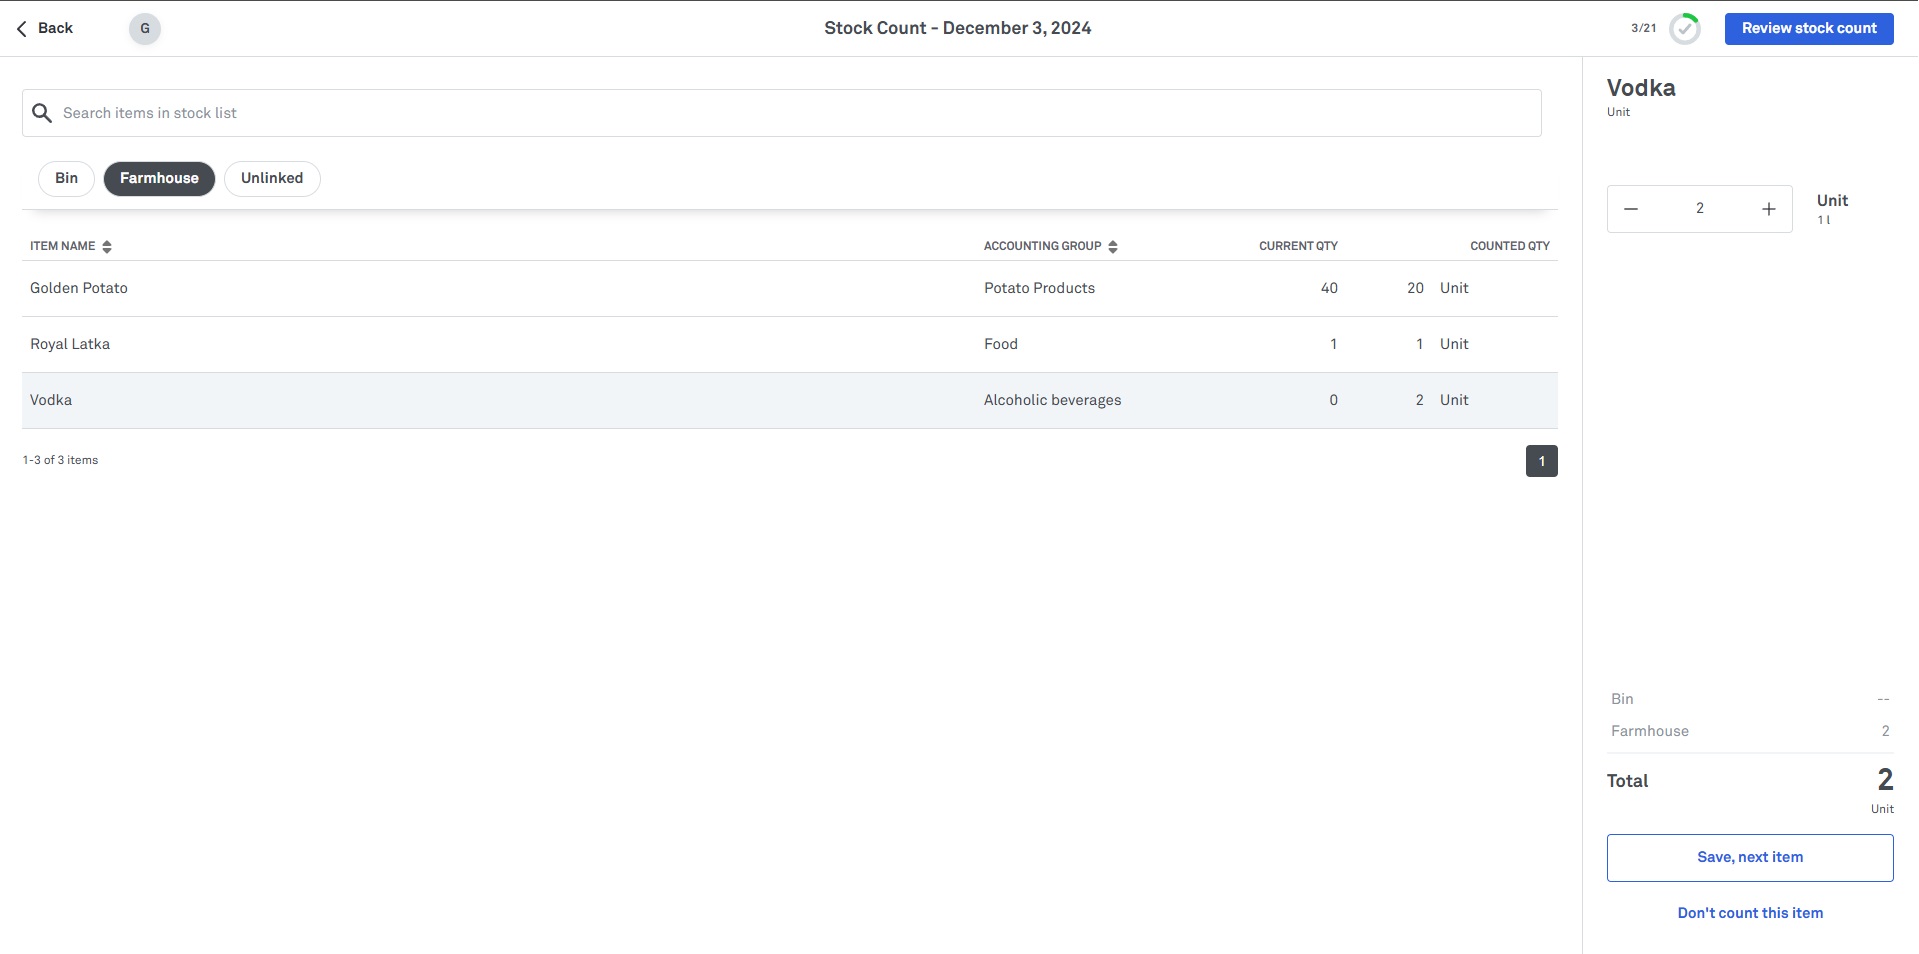 Back
G
Stock Count - December 3, 2024
3/21
Review stock count
Search items in stock list
Bin
Farmhouse
Unlinked
ITEM NAME ACCOUNTING GROUP CURRENT QTY COUNTED QTY
Golden Potato Potato Products 40 20 Unit
Royal Latka Food 1 1 Unit
Vodka Alcoholic beverages 0 2 Unit
1-3 of 3 items
1
Vodka
Unit
2
Unit
1 l
Bin --
Farmhouse 2
Total 2
Unit
Save, next item
Don't count this item